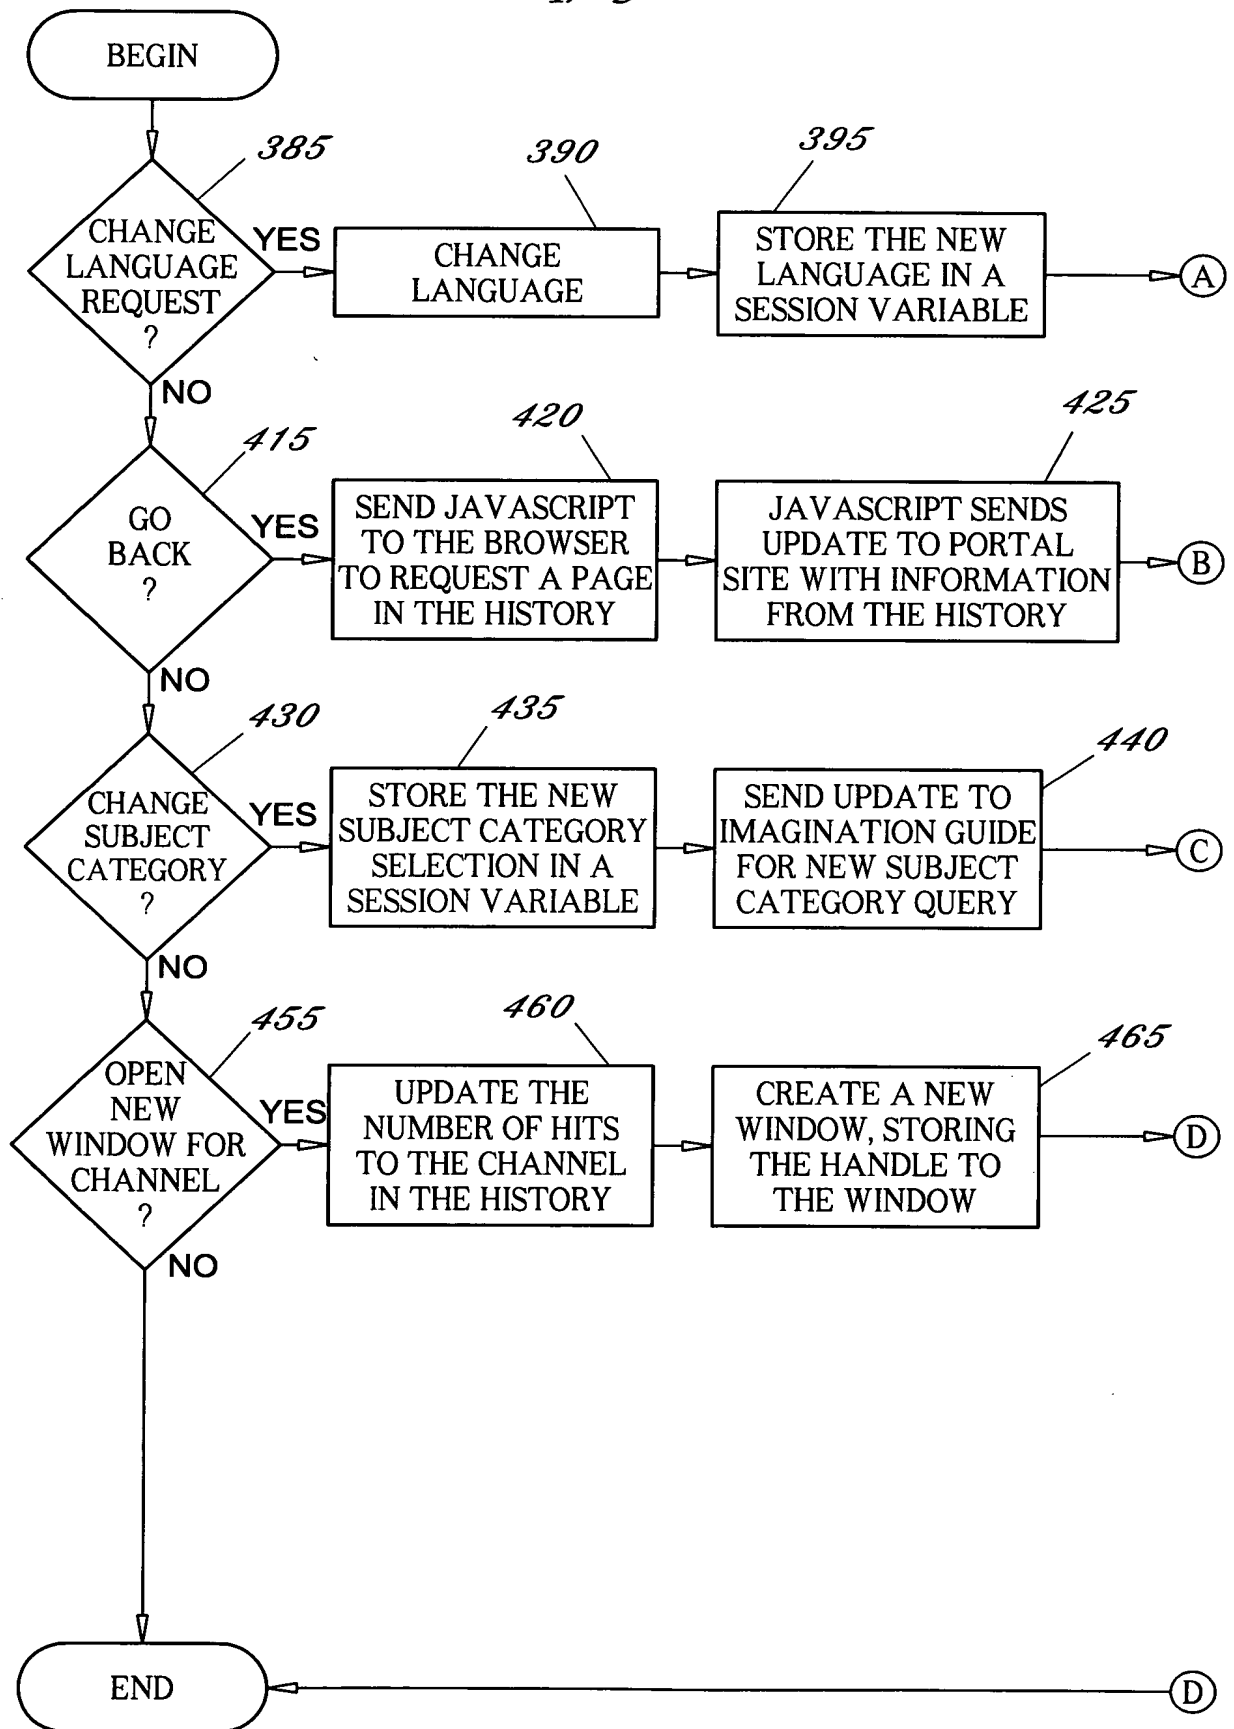 BEGIN
385
390
395
CHANGE
LANGUAGE
REQUEST
?
YES
CHANGE
LANGUAGE
STORE THE NEW
LANGUAGE IN A
SESSION VARIABLE
A
NO
415
420
425
GO
BACK
?
YES
SEND JAVASCRIPT
TO THE BROWSER
TO REQUEST A PAGE
IN THE HISTORY
JAVASCRIPT SENDS
UPDATE TO PORTAL
SITE WITH INFORMATION
FROM THE HISTORY
B
NO
430
435
440
CHANGE
SUBJECT
CATEGORY
?
YES
STORE THE NEW
SUBJECT CATEGORY
SELECTION IN A
SESSION VARIABLE
SEND UPDATE TO
IMAGINATION GUIDE
FOR NEW SUBJECT
CATEGORY QUERY
C
NO
455
460
465
OPEN
NEW
WINDOW FOR
CHANNEL
?
YES
UPDATE THE
NUMBER OF HITS
TO THE CHANNEL
IN THE HISTORY
CREATE A NEW
WINDOW, STORING
THE HANDLE TO
THE WINDOW
D
NO
END
D